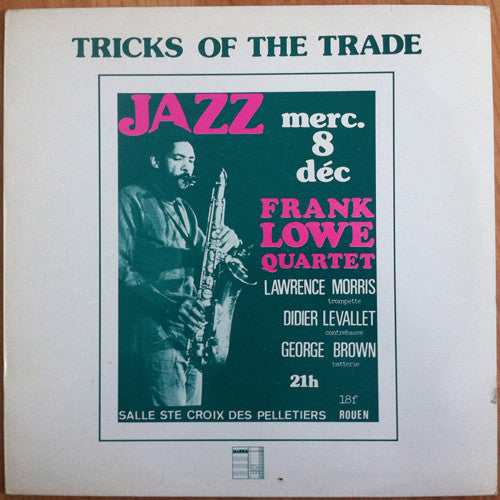 TRICKS OF THE TRADE
JAZZ
merc.
8
déc
FRANK
LOWE
QUARTET
LAWRENCE MORRIS
trompette
DIDIER LEVALLET
contrebasse
GEORGE BROWN
batterie
21h
18f
SALLE STE CROIX DES PELLETIERS ROUEN